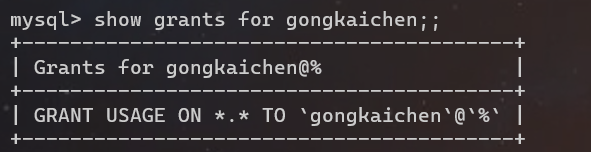 mysql> show grants for gongkaichen;;
+-----------------------------------------+
| Grants for gongkaichen@%                |
+-----------------------------------------+
| GRANT USAGE ON *.* TO `gongkaichen`@`%` |
+-----------------------------------------+